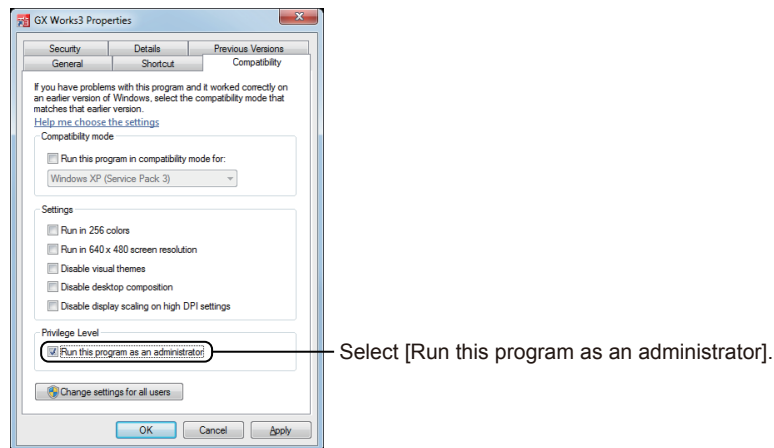 GX Works3 Properties
Security Details Previous Versions
General Shortcut Compatibility
If you have problems with this program and it worked correctly on
an earlier version of Windows, select the compatibility mode that
matches that earlier version.
Help me choose the settings
Compatibility mode
Run this program in compatibility mode for:
Windows XP (Service Pack 3)
Settings
Run in 256 colors
Run in 640 x 480 screen resolution
Disable visual themes
Disable desktop composition
Disable display scaling on high DPI settings
Privilege Level
Run this program as an administrator
Select [Run this program as an administrator].
Change settings for all users
OK Cancel Apply